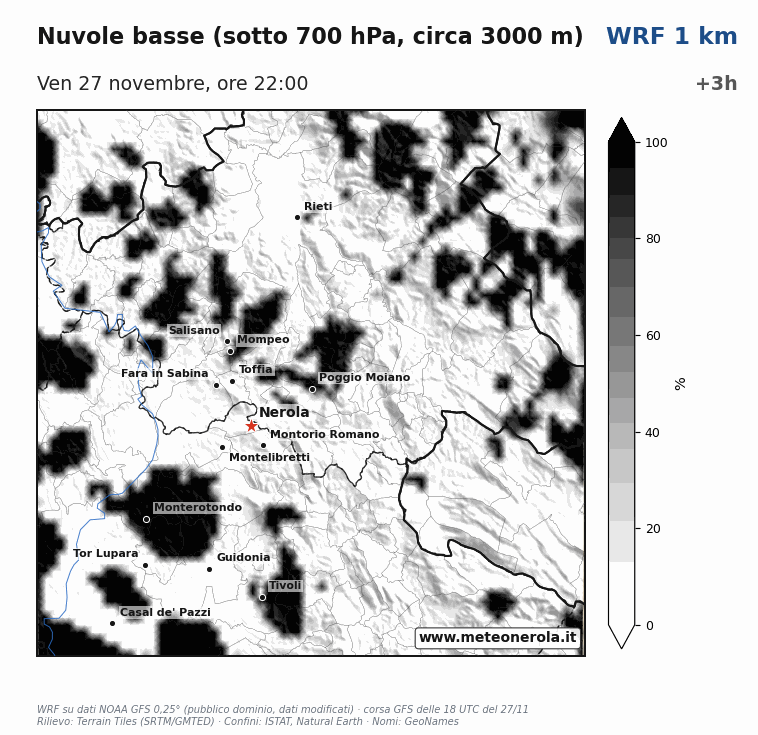 Nuvole basse (sotto 700 hPa, circa 3000 m) WRF 1 km
Ven 27 novembre, ore 22:00 +3h
100
80
60
40
20
0
%
Rieti
Salisano
Mompeo
Fara in Sabina
Toffia
Poggio Moiano
Nerola
Montorio Romano
Montelibretti
Monterotondo
Tor Lupara
Guidonia
Tivoli
Casal de' Pazzi
www.meteonerola.it
WRF su dati NOAA GFS 0,25° (pubblico dominio, dati modificati) · corsa GFS delle 18 UTC del 27/11
Rilievo: Terrain Tiles (SRTM/GMTED) · Confini: ISTAT, Natural Earth · Nomi: GeoNames